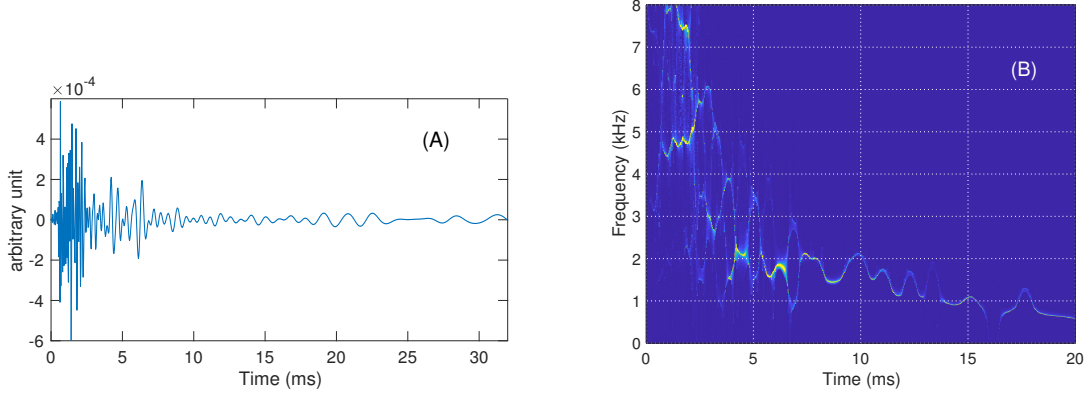 ×10⁻⁴
4
2
0
-2
-4
-6
arbitrary unit
(A)
0 5 10 15 20 25 30
Time (ms)
8
7
6
5
4
3
2
1
0
Frequency (kHz)
(B)
0 5 10 15 20
Time (ms)